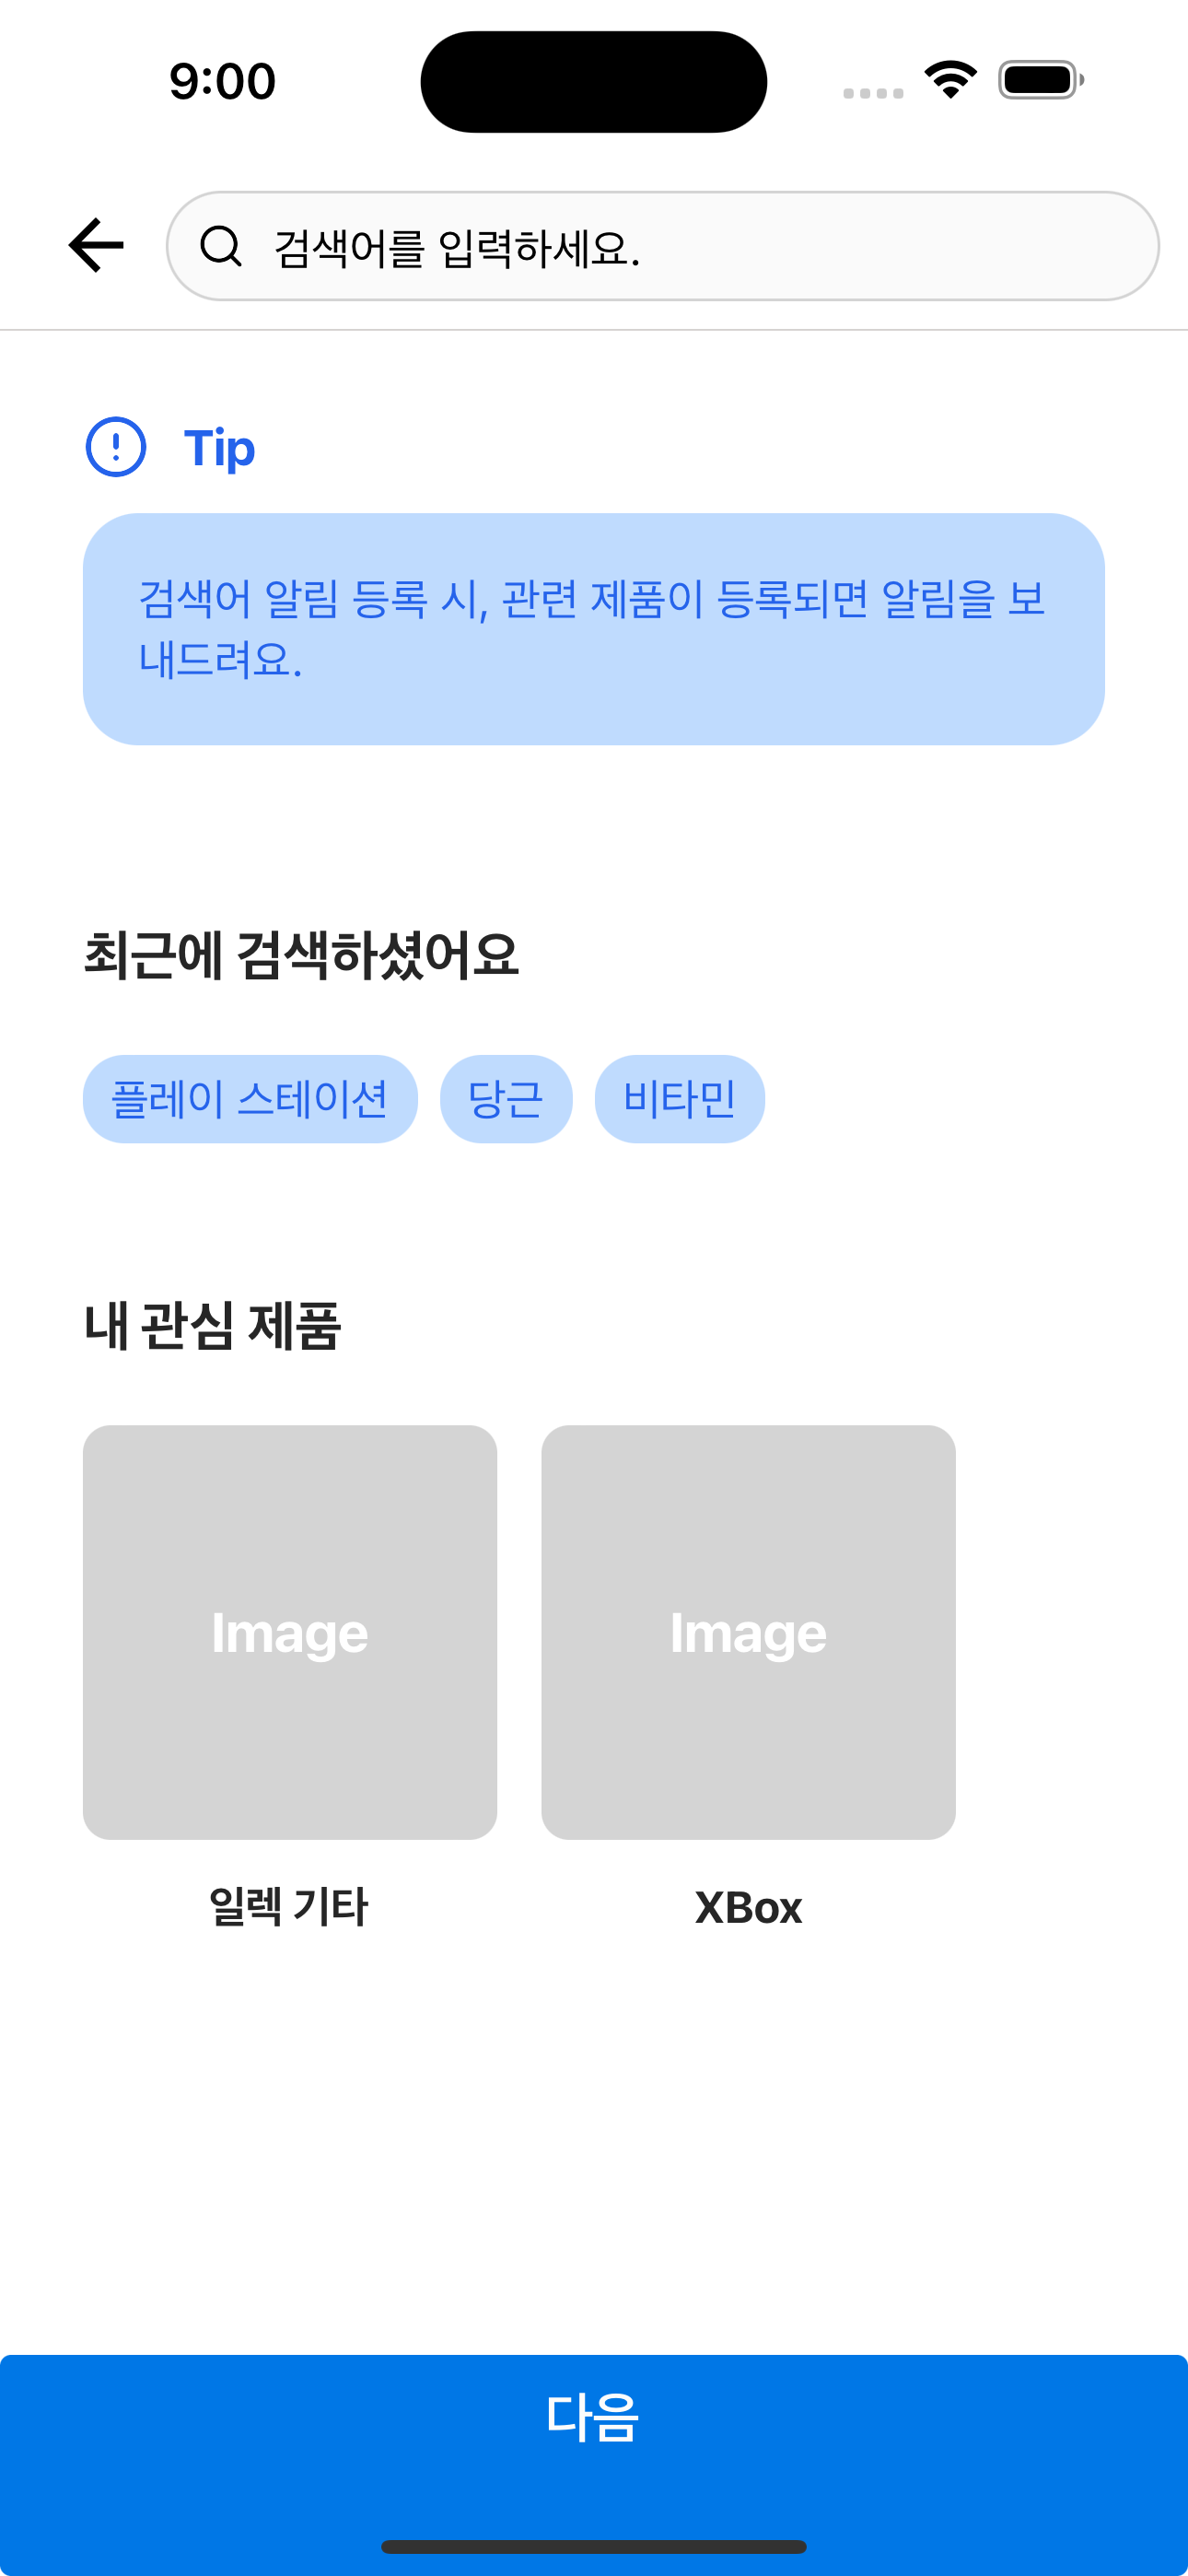 9:00
검색어를 입력하세요.
Tip
검색어 알림 등록 시, 관련 제품이 등록되면 알림을 보
내드려요.
최근에 검색하셨어요
플레이 스테이션 당근 비타민
내 관심 제품
Image Image
일렉 기타 XBox
다음